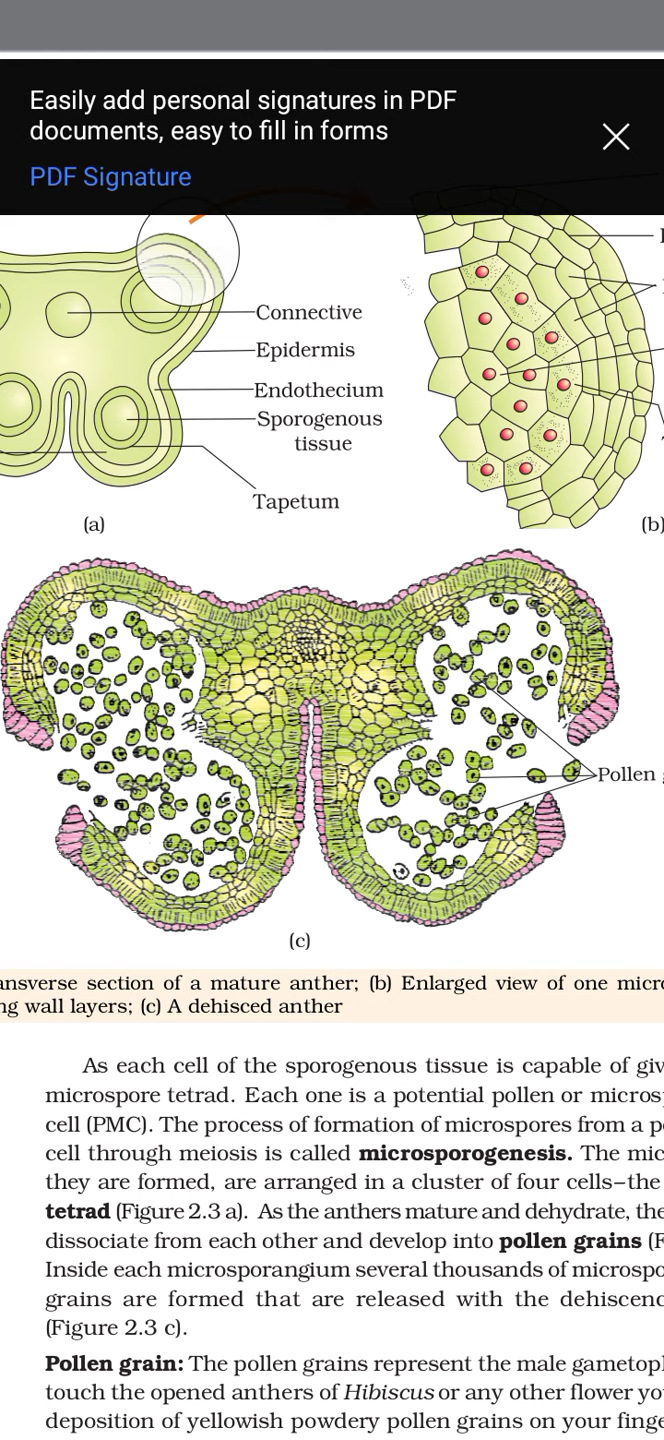 Easily add personal signatures in PDF
documents, easy to fill in forms
PDF Signature
Connective
Epidermis
Endothecium
Sporogenous
tissue
Tapetum
(a)
(b)
Pollen
(c)
ansverse section of a mature anther; (b) Enlarged view of one micro
ng wall layers; (c) A dehisced anther
As each cell of the sporogenous tissue is capable of giv
microspore tetrad. Each one is a potential pollen or micros
cell (PMC). The process of formation of microspores from a p
cell through meiosis is called microsporogenesis. The mic
they are formed, are arranged in a cluster of four cells–the
tetrad (Figure 2.3 a). As the anthers mature and dehydrate, the
dissociate from each other and develop into pollen grains (F
Inside each microsporangium several thousands of microspo
grains are formed that are released with the dehiscenc
(Figure 2.3 c).
Pollen grain: The pollen grains represent the male gametop
touch the opened anthers of Hibiscus or any other flower yo
deposition of yellowish powdery pollen grains on your finge